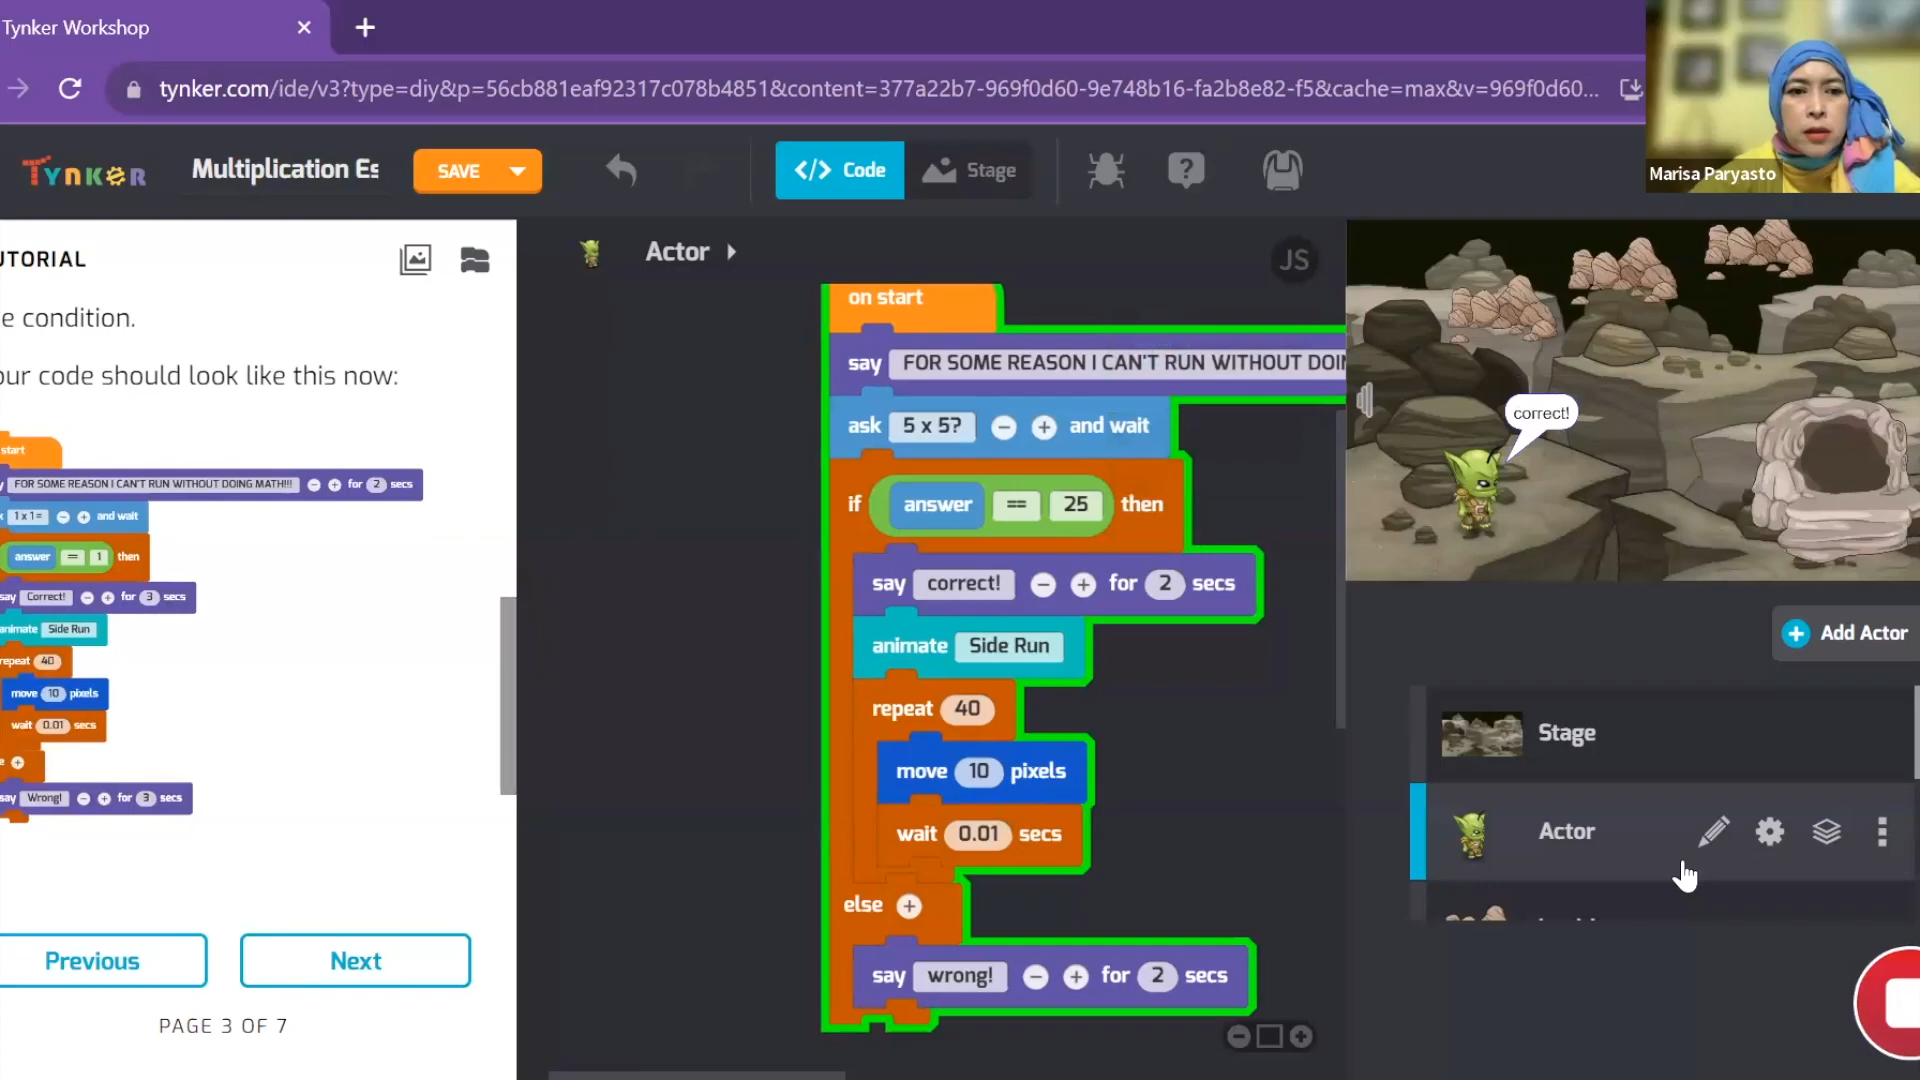 Tynker Workshop
tynker.com/ide/v3?type=diy&p=56cb881eaf92317c078b4851&content=377a22b7-969f0d60-9e748b16-fa2b8e82-f5&cache=max&v=969f0d60...
Marisa Paryasto
TYNKER
Multiplication Es
SAVE
</> Code
Stage
UTORIAL
e condition.
our code should look like this now:
start
y FOR SOME REASON I CAN'T RUN WITHOUT DOING MATH!!! − + for 2 secs
k 1 x 1 = − + and wait
answer = 1 then
say Correct! − + for 3 secs
animate Side Run
repeat 40
move 10 pixels
wait 0.01 secs
e +
say Wrong! − + for 3 secs
Previous
Next
PAGE 3 OF 7
Actor
JS
on start
say FOR SOME REASON I CAN'T RUN WITHOUT DOIN
ask 5 x 5? − + and wait
if answer == 25 then
say correct! − + for 2 secs
animate Side Run
repeat 40
move 10 pixels
wait 0.01 secs
else +
say wrong! − + for 2 secs
correct!
Add Actor
Stage
Actor